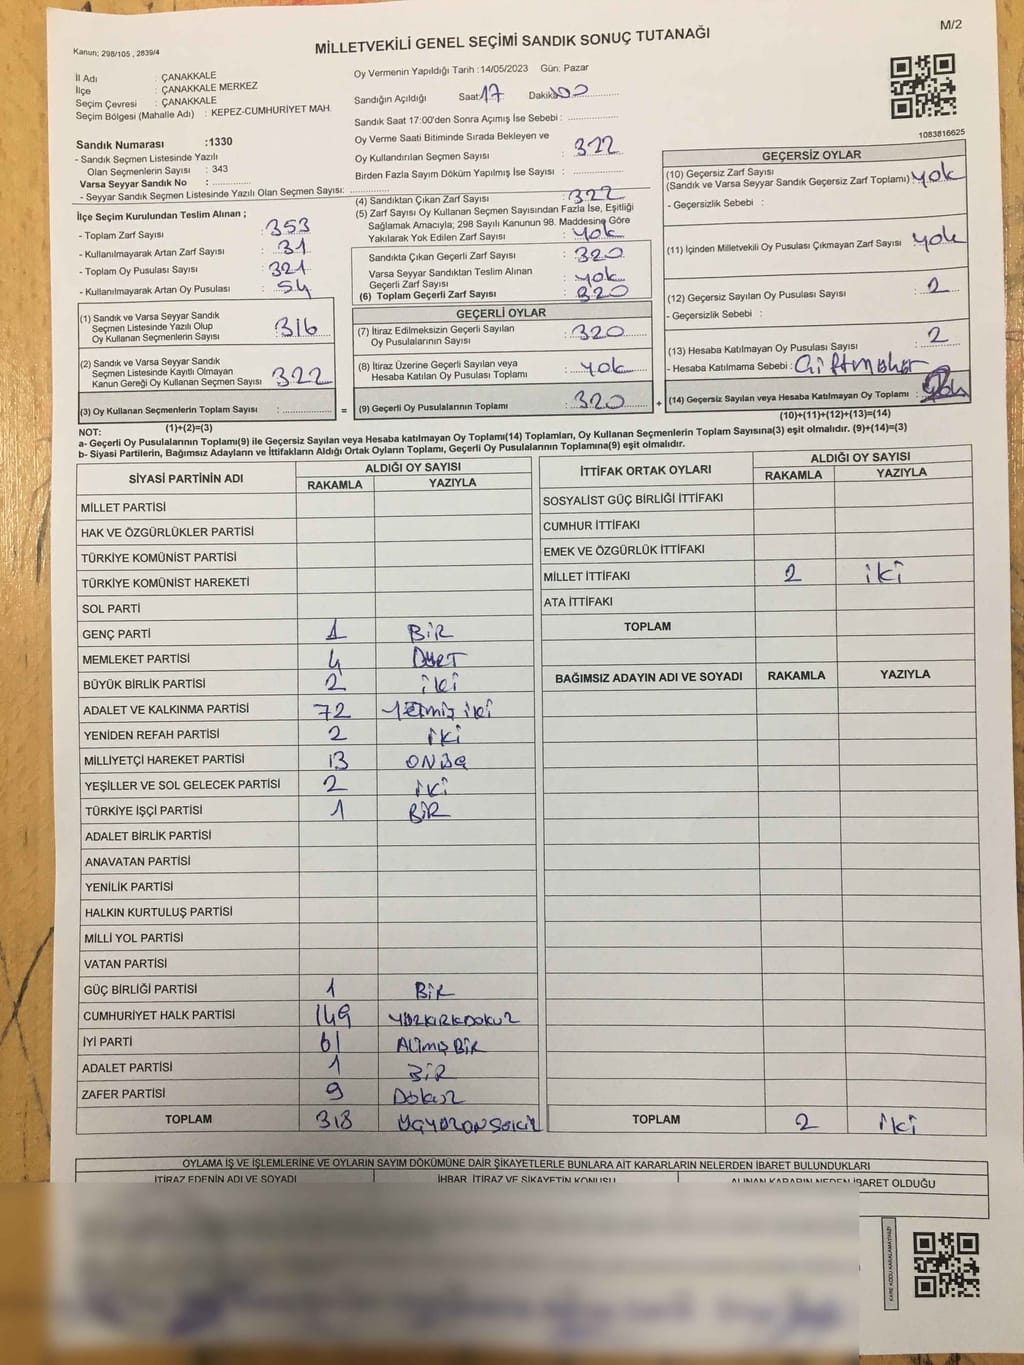 M/2
Kanun: 298/105 , 2839/4
MİLLETVEKİLİ GENEL SEÇİMİ SANDIK SONUÇ TUTANAĞI
İl Adı : ÇANAKKALE
İlçe : ÇANAKKALE MERKEZ
Seçim Çevresi : ÇANAKKALE
Seçim Bölgesi (Mahalle Adı) : KEPEZ-CUMHURİYET MAH.
Sandık Numarası :1330
- Sandık Seçmen Listesinde Yazılı
Olan Seçmenlerin Sayısı : 343
Varsa Seyyar Sandık No :
- Seyyar Sandık Seçmen Listesinde Yazılı Olan Seçmen Sayısı:
İlçe Seçim Kurulundan Teslim Alınan ;
- Toplam Zarf Sayısı : 353
- Kullanılmayarak Artan Zarf Sayısı : 31
- Toplam Oy Pusulası Sayısı : 321
- Kullanılmayarak Artan Oy Pusulası : 54
(1) Sandık ve Varsa Seyyar Sandık
Seçmen Listesinde Yazılı Olup
Oy Kullanan Seçmenlerin Sayısı : 316
(2) Sandık ve Varsa Seyyar Sandık
Seçmen Listesinde Kayıtlı Olmayan
Kanun Gereği Oy Kullanan Seçmen Sayısı : 322
(3) Oy Kullanan Seçmenlerin Toplam Sayısı :
(1)+(2)=(3)
Oy Vermenin Yapıldığı Tarih :14/05/2023 Gün: Pazar
Sandığın Açıldığı Saat: 17 Dakika: 00
Sandık Saat 17:00'den Sonra Açımış İse Sebebi :
Oy Verme Saati Bitiminde Sırada Bekleyen ve
Oy Kullandırılan Seçmen Sayısı : 322
Birden Fazla Sayım Döküm Yapılmış İse Sayısı :
(4) Sandıktan Çıkan Zarf Sayısı : 322
(5) Zarf Sayısı Oy Kullanan Seçmen Sayısından Fazla İse, Eşitliği
Sağlamak Amacıyla; 298 Sayılı Kanunun 98. Maddesine Göre
Yakılarak Yok Edilen Zarf Sayısı : yok
Sandıkta Çıkan Geçerli Zarf Sayısı : 320
Varsa Seyyar Sandıktan Teslim Alınan
Geçerli Zarf Sayısı : yok
(6) Toplam Geçerli Zarf Sayısı : 320
GEÇERLİ OYLAR
(7) İtiraz Edilmeksizin Geçerli Sayılan
Oy Pusulalarının Sayısı : 320
(8) İtiraz Üzerine Geçerli Sayılan veya
Hesaba Katılan Oy Pusulası Toplamı : yok
= (9) Geçerli Oy Pusulalarının Toplamı : 320 +
1083816625
GEÇERSİZ OYLAR
(10) Geçersiz Zarf Sayısı
(Sandık ve Varsa Seyyar Sandık Geçersiz Zarf Toplamı) : yok
- Geçersizlik Sebebi :
(11) İçinden Milletvekili Oy Pusulası Çıkmayan Zarf Sayısı : yok
(12) Geçersiz Sayılan Oy Pusulası Sayısı : 2
- Geçersizlik Sebebi :
(13) Hesaba Katılmayan Oy Pusulası Sayısı : 2
- Hesaba Katılmama Sebebi :
(14) Geçersiz Sayılan veya Hesaba Katılmayan Oy Toplamı :
(10)+(11)+(12)+(13)=(14)
NOT:
a- Geçerli Oy Pusulalarının Toplamı(9) ile Geçersiz Sayılan veya Hesaba katılmayan Oy Toplamı(14) Toplamları, Oy Kullanan Seçmenlerin Toplam Sayısına(3) eşit olmalıdır. (9)+(14)=(3)
b- Siyasi Partilerin, Bağımsız Adayların ve İttifakların Aldığı Ortak Oyların Toplamı, Geçerli Oy Pusulalarının Toplamına(9) eşit olmalıdır.
SİYASİ PARTİNİN ADI ALDIĞI OY SAYISI
RAKAMLA YAZIYLA
MİLLET PARTİSİ
HAK VE ÖZGÜRLÜKLER PARTİSİ
TÜRKİYE KOMÜNİST PARTİSİ
TÜRKİYE KOMÜNİST HAREKETİ
SOL PARTİ
GENÇ PARTİ 1 BİR
MEMLEKET PARTİSİ 4
BÜYÜK BİRLİK PARTİSİ 2 iki
ADALET VE KALKINMA PARTİSİ 72 Yetmiş iki
YENİDEN REFAH PARTİSİ 2 iki
MİLLİYETÇİ HAREKET PARTİSİ 13
YEŞİLLER VE SOL GELECEK PARTİSİ 2 iki
TÜRKİYE İŞÇİ PARTİSİ 1 BİR
ADALET BİRLİK PARTİSİ
ANAVATAN PARTİSİ
YENİLİK PARTİSİ
HALKIN KURTULUŞ PARTİSİ
MİLLİ YOL PARTİSİ
VATAN PARTİSİ
GÜÇ BİRLİĞİ PARTİSİ 1 BİR
CUMHURİYET HALK PARTİSİ 149 YÜZKIRKDOKUZ
İYİ PARTİ 61 ALTMIŞ BİR
ADALET PARTİSİ 1 BİR
ZAFER PARTİSİ 9 Dokuz
TOPLAM 318 ÜÇYÜZONSEKİZ
İTTİFAK ORTAK OYLARI ALDIĞI OY SAYISI
RAKAMLA YAZIYLA
SOSYALİST GÜÇ BİRLİĞİ İTTİFAKI
CUMHUR İTTİFAKI
EMEK VE ÖZGÜRLÜK İTTİFAKI
MİLLET İTTİFAKI 2 iki
ATA İTTİFAKI
TOPLAM
BAĞIMSIZ ADAYIN ADI VE SOYADI RAKAMLA YAZIYLA
TOPLAM 2 iki
OYLAMA İŞ VE İŞLEMLERİNE VE OYLARIN SAYIM DÖKÜMÜNE DAİR ŞİKAYETLERLE BUNLARA AİT KARARLARIN NELERDEN İBARET BULUNDUKLARI
İTİRAZ EDENİN ADI VE SOYADI İHBAR, İTİRAZ VE ŞİKAYETİN KONUSU ALINAN KARARIN NEDEN İBARET OLDUĞU
KARE KODU KARALAMAYINIZ!